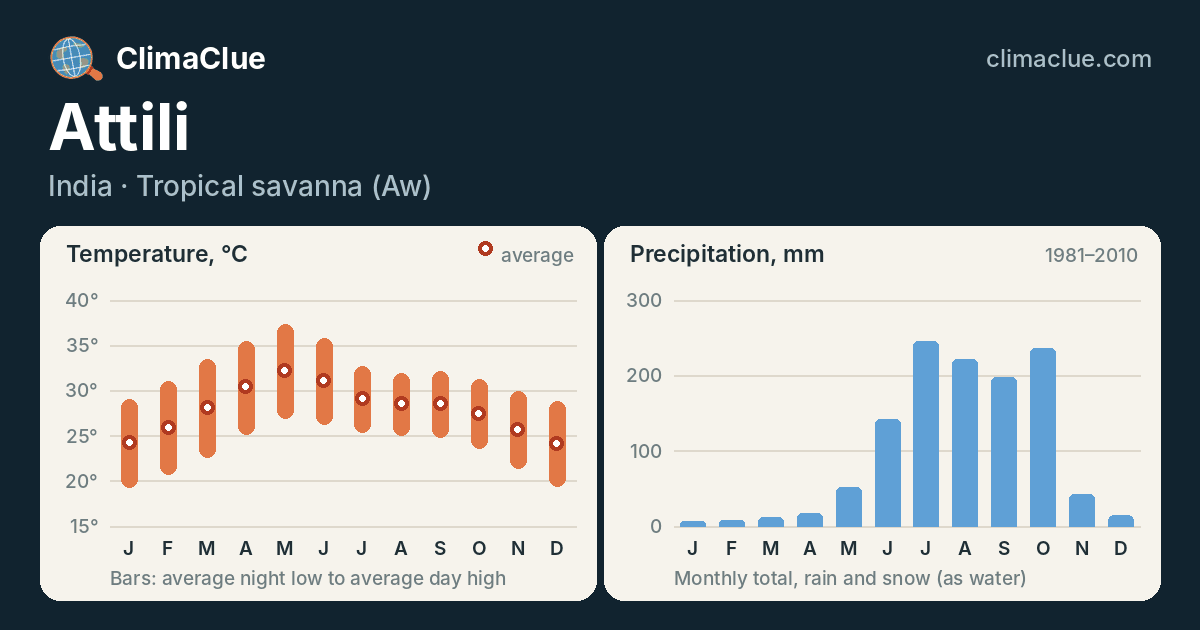 ClimaClue
climaclue.com
Attili
India · Tropical savanna (Aw)
Temperature, °C
average
40°
35°
30°
25°
20°
15°
J F M A M J J A S O N D
Bars: average night low to average day high
Precipitation, mm
1981–2010
300
200
100
0
J F M A M J J A S O N D
Monthly total, rain and snow (as water)